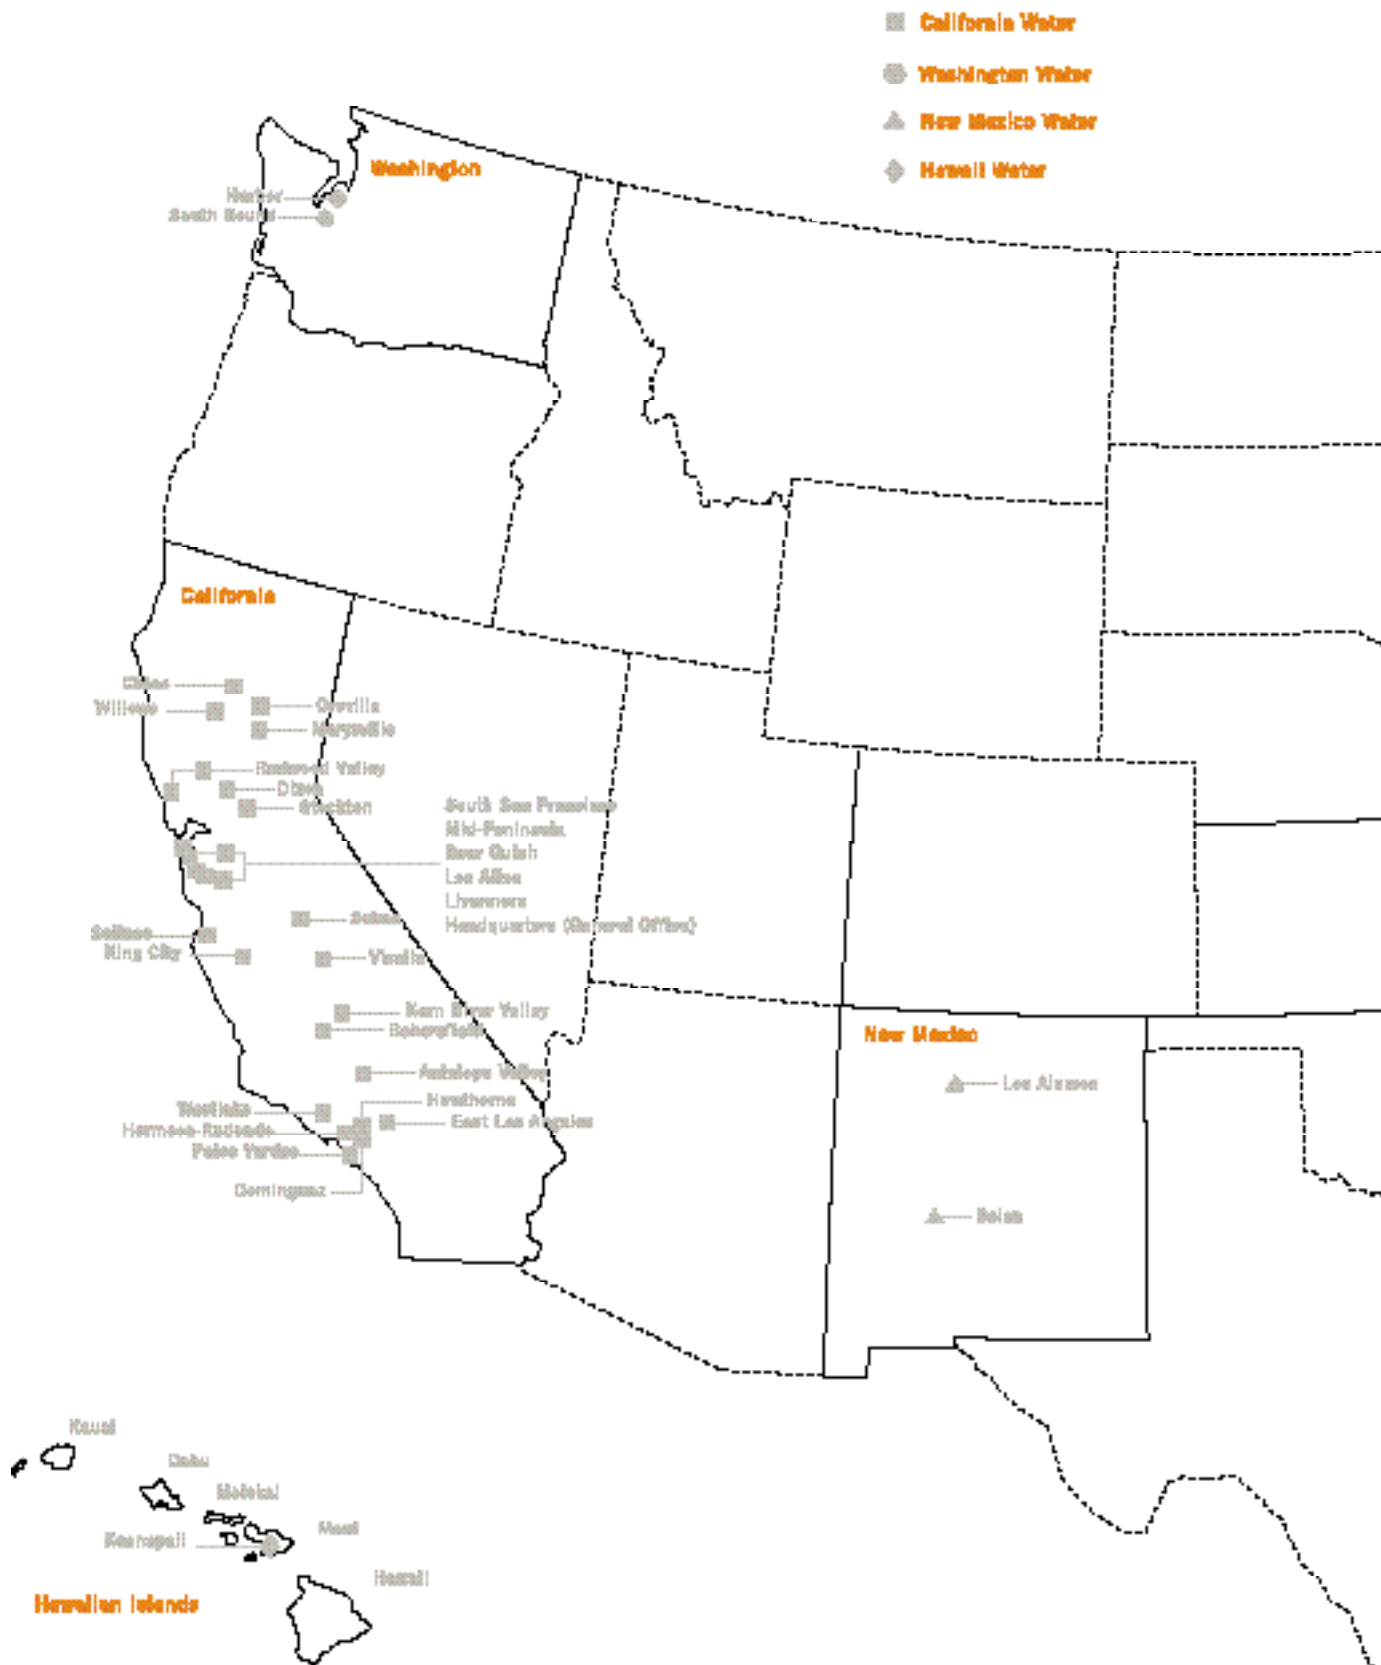 California Water
Washington Water
New Mexico Water
Hawaii Water
Washington
Harbor
South Sound
California
Chico
Willows
Oroville
Marysville
Redwood Valley
Dixon
Stockton
South San Francisco
Mid-Peninsula
Bear Gulch
Los Altos
Livermore
Headquarters (General Office)
Selma
Salinas
King City
Visalia
Kern River Valley
Bakersfield
New Mexico
Antelope Valley
Los Alamos
Hawthorne
Westlake
East Los Angeles
Hermosa-Redondo
Palos Verdes
Dominguez
Belen
Kauai
Oahu
Molokai
Maui
Kaanapali
Hawaii
Hawaiian Islands